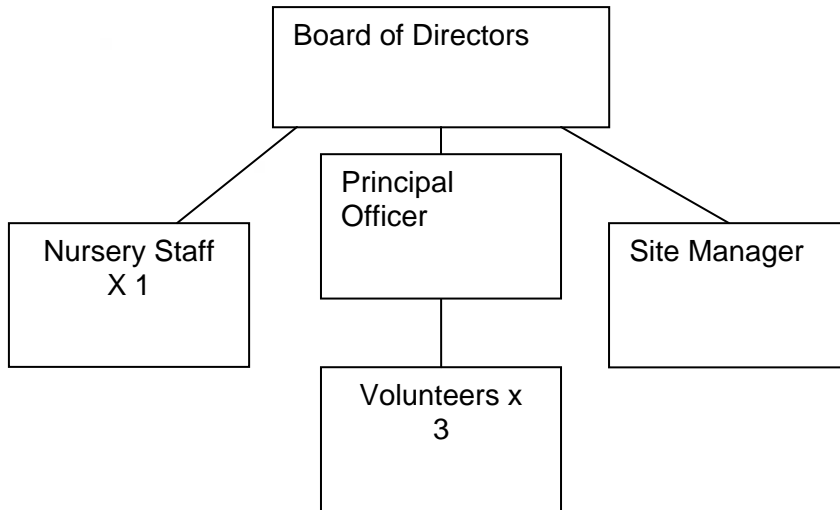 Board of Directors
Principal
Officer
Nursery Staff
X 1
Site Manager
Volunteers x
3